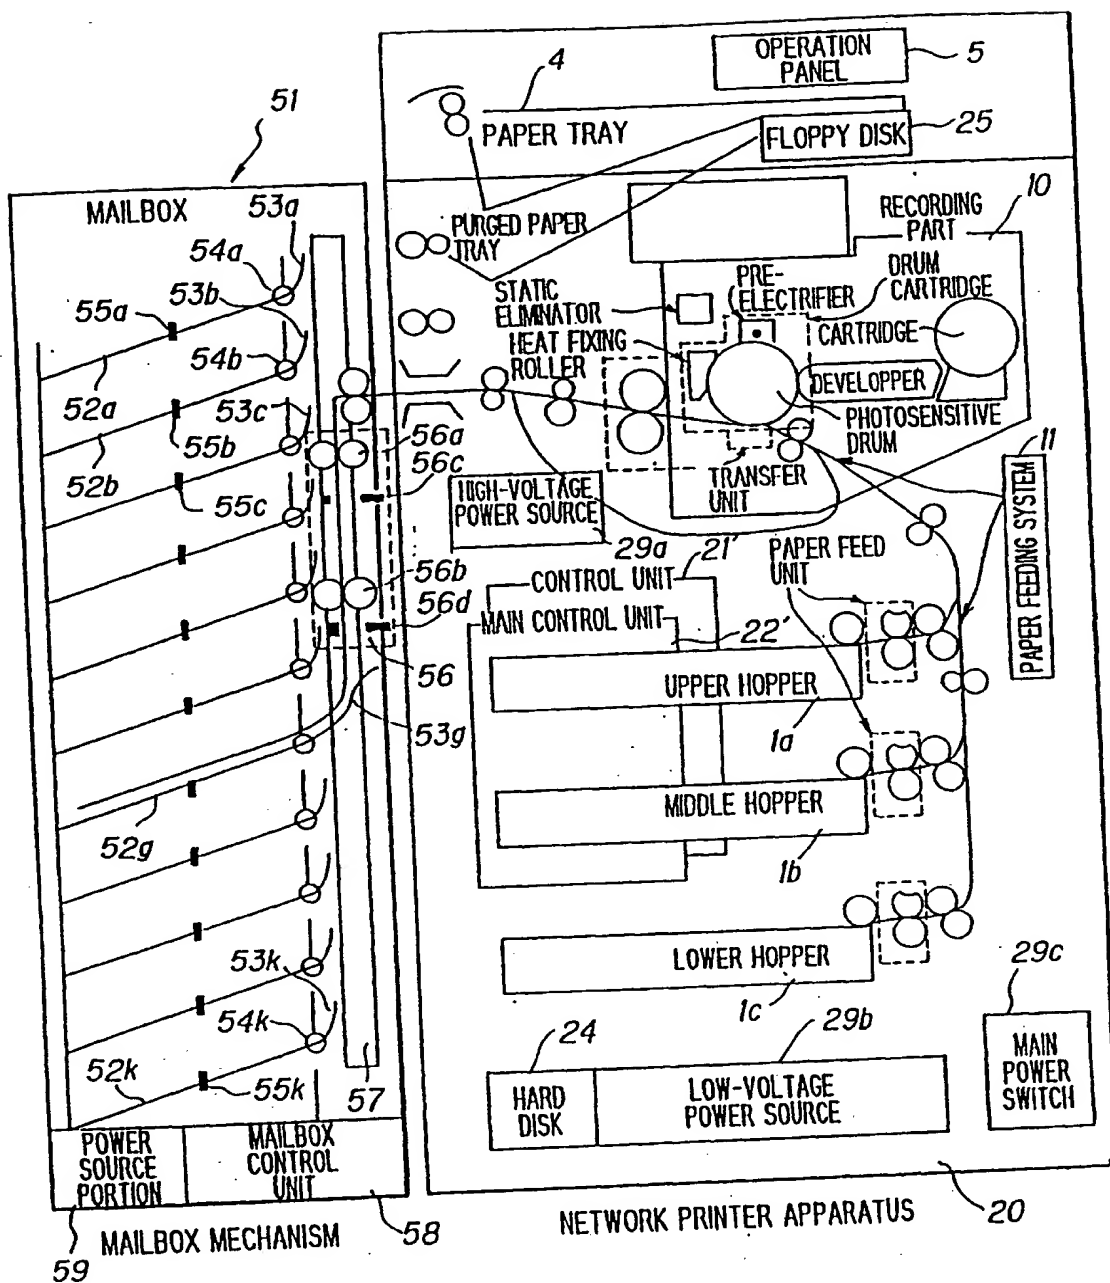 OPERATION
PANEL
5
4
PAPER TRAY
FLOPPY DISK
25
51
MAILBOX
53a
54a
53b
55a
54b
52a
53c
55b
52b
55c
PURGED PAPER
TRAY
RECORDING
PART
10
STATIC
ELIMINATOR
PRE-
ELECTRIFIER
DRUM
CARTRIDGE
HEAT FIXING
ROLLER
CARTRIDGE
DEVELOPPER
PHOTOSENSITIVE
DRUM
TRANSFER
UNIT
11
PAPER FEEDING SYSTEM
56a
56c
HIGH-VOLTAGE
POWER SOURCE
29a
21'
PAPER FEED
UNIT
CONTROL UNIT
56b
56d
MAIN CONTROL UNIT
22'
56
UPPER HOPPER
1a
53g
52g
MIDDLE HOPPER
1b
LOWER HOPPER
1c
53k
54k
52k
55k
57
29c
MAIN
POWER
SWITCH
24
29b
HARD
DISK
LOW-VOLTAGE
POWER SOURCE
POWER
SOURCE
PORTION
MAILBOX
CONTROL
UNIT
59
MAILBOX MECHANISM
58
NETWORK PRINTER APPARATUS
20